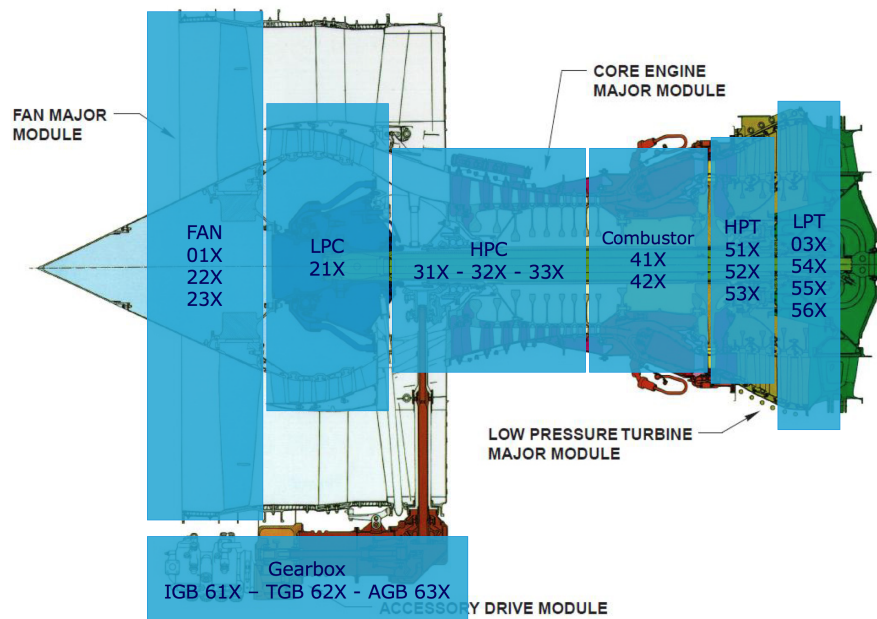 CORE ENGINE
MAJOR MODULE
FAN MAJOR
MODULE
FAN
01X
22X
23X
LPC
21X
HPC
31X - 32X - 33X
Combustor
41X
42X
HPT
51X
52X
53X
LPT
03X
54X
55X
56X
LOW PRESSURE TURBINE
MAJOR MODULE
Gearbox
IGB 61X – TGB 62X - AGB 63X
ACCESSORY DRIVE MODULE